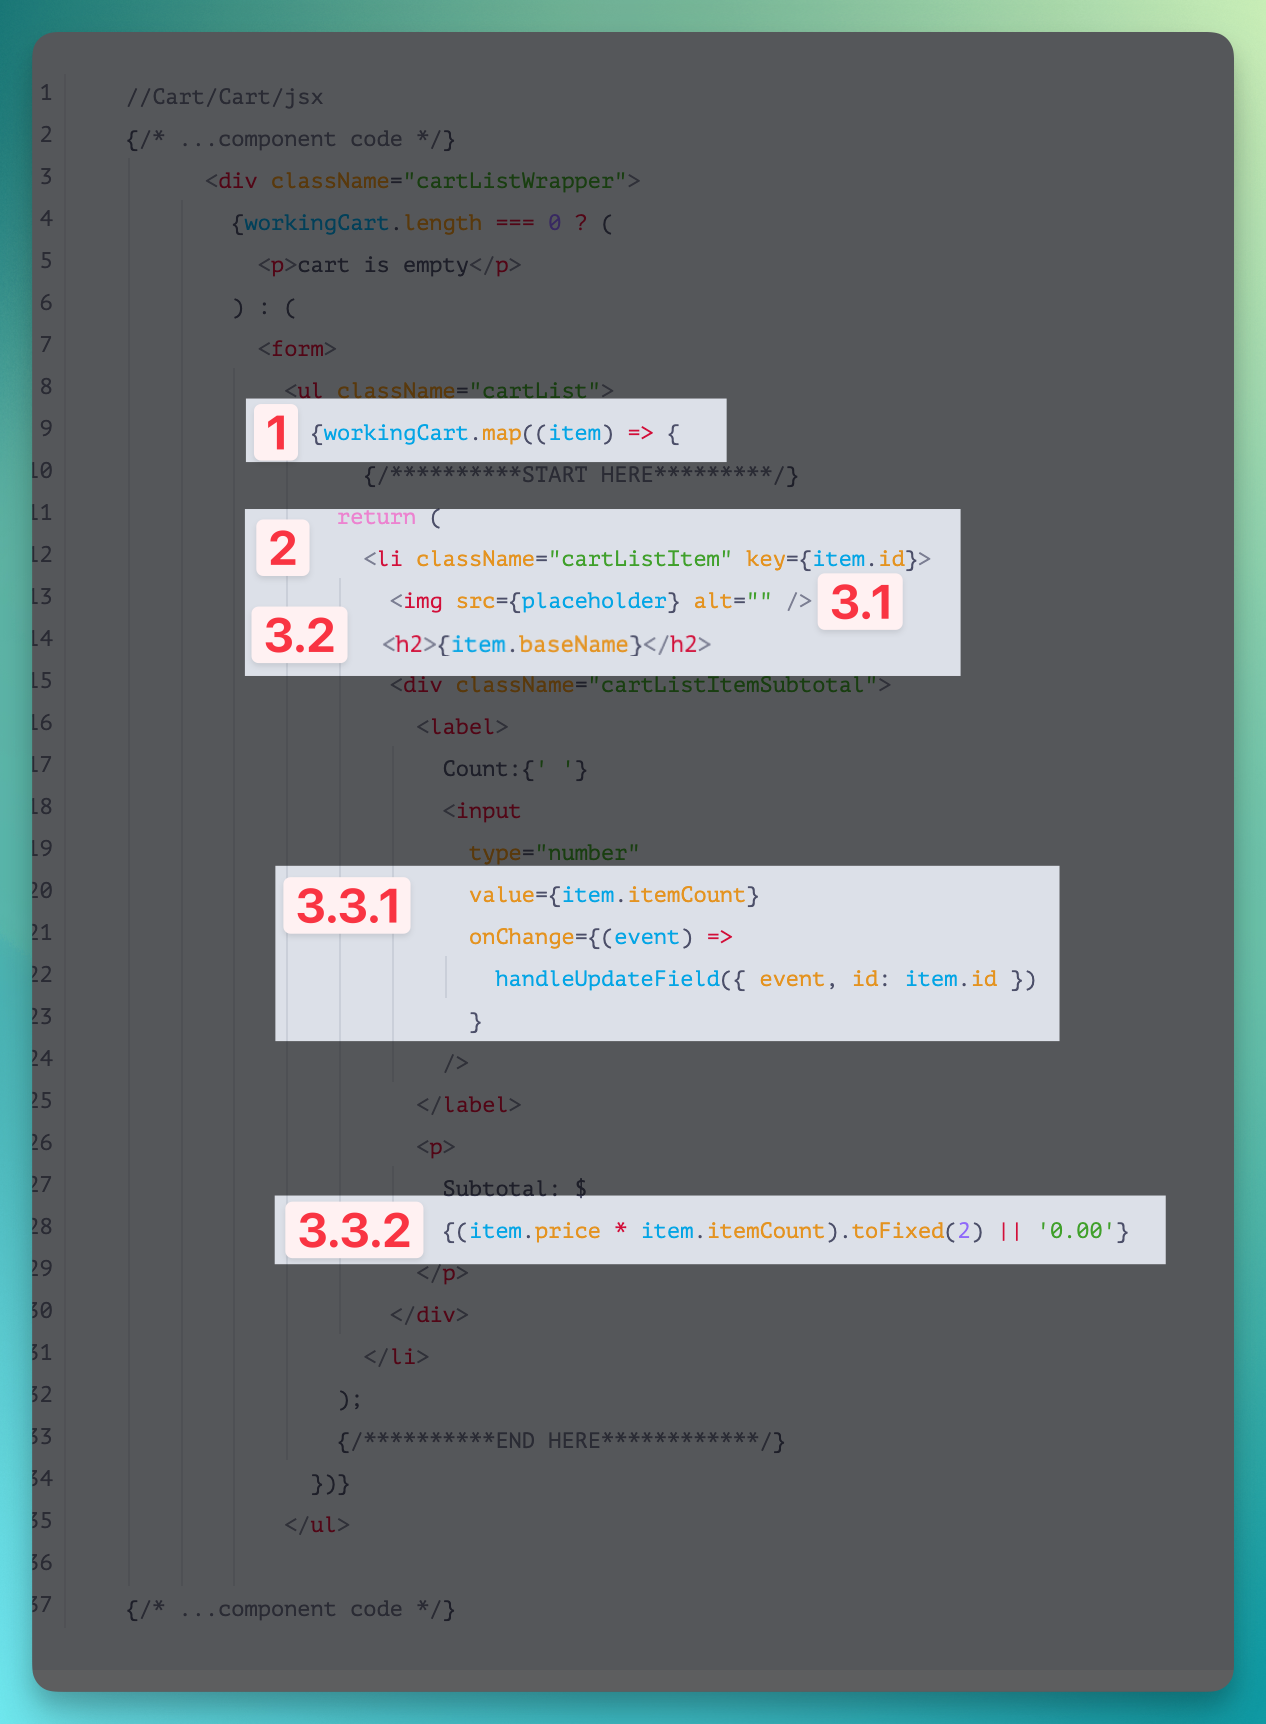 1 //Cart/Cart/jsx
2 {/* ...component code */}
3 <div className="cartListWrapper">
4 {workingCart.length === 0 ? (
5 <p>cart is empty</p>
6 ) : (
7 <form>
8 <ul className="cartList">
9 1 {workingCart.map((item) => {
10 {/**********START HERE*********/}
11 return (
12 2 <li className="cartListItem" key={item.id}>
13 <img src={placeholder} alt="" /> 3.1
14 3.2 <h2>{item.baseName}</h2>
15 <div className="cartListItemSubtotal">
16 <label>
17 Count:{' '}
18 <input
19 type="number"
20 3.3.1 value={item.itemCount}
21 onChange={(event) =>
22 handleUpdateField({ event, id: item.id })
23 }
24 />
25 </label>
26 <p>
27 Subtotal: $
28 3.3.2 {(item.price * item.itemCount).toFixed(2) || '0.00'}
29 </p>
30 </div>
31 </li>
32 );
33 {/**********END HERE************/}
34 })}
35 </ul>
36
37 {/* ...component code */}